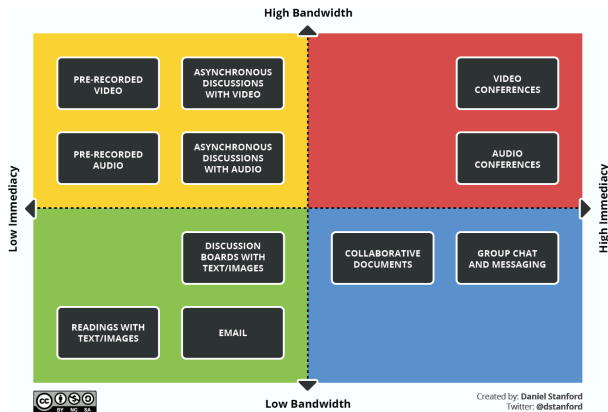 High Bandwidth
PRE-RECORDED
VIDEO
ASYNCHRONOUS
DISCUSSIONS
WITH VIDEO
VIDEO
CONFERENCES
PRE-RECORDED
AUDIO
ASYNCHRONOUS
DISCUSSIONS
WITH AUDIO
AUDIO
CONFERENCES
Low Immediacy
High Immediacy
DISCUSSION
BOARDS WITH
TEXT/IMAGES
COLLABORATIVE
DOCUMENTS
GROUP CHAT
AND MESSAGING
READINGS WITH
TEXT/IMAGES
EMAIL
Low Bandwidth
cc
BY NC SA
Created by: Daniel Stanford
Twitter: @dstanford